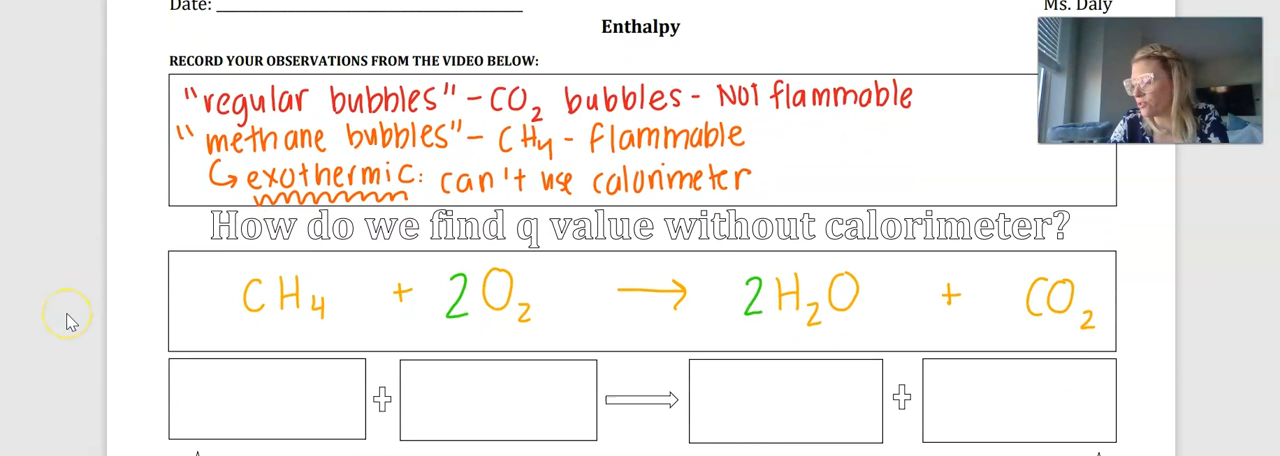 Date: ____________ Ms. Daly
Enthalpy
RECORD YOUR OBSERVATIONS FROM THE VIDEO BELOW:
"regular bubbles" - CO₂ bubbles - Not flammable
"methane bubbles" - CH₄ - flammable
↳ exothermic: can't use calorimeter
How do we find q value without calorimeter?
CH₄ + 2O₂ → 2H₂O + CO₂
+ ⇒ +